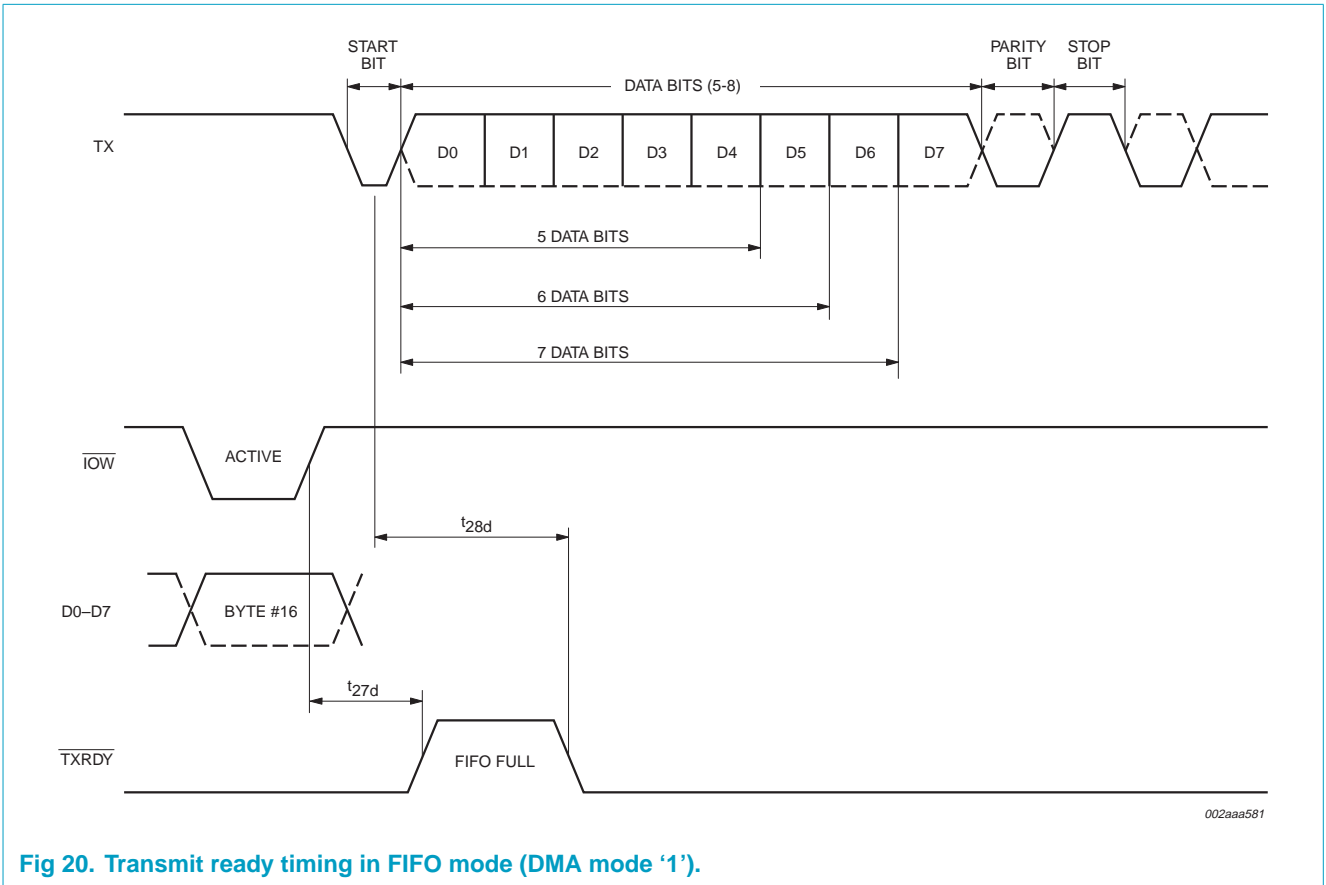 START
BIT
PARITY
BIT
STOP
BIT
DATA BITS (5-8)
TX
D0
D1
D2
D3
D4
D5
D6
D7
5 DATA BITS
6 DATA BITS
7 DATA BITS
IOW
ACTIVE
t28d
D0–D7
BYTE #16
t27d
TXRDY
FIFO FULL
002aaa581
Fig 20. Transmit ready timing in FIFO mode (DMA mode ‘1’).